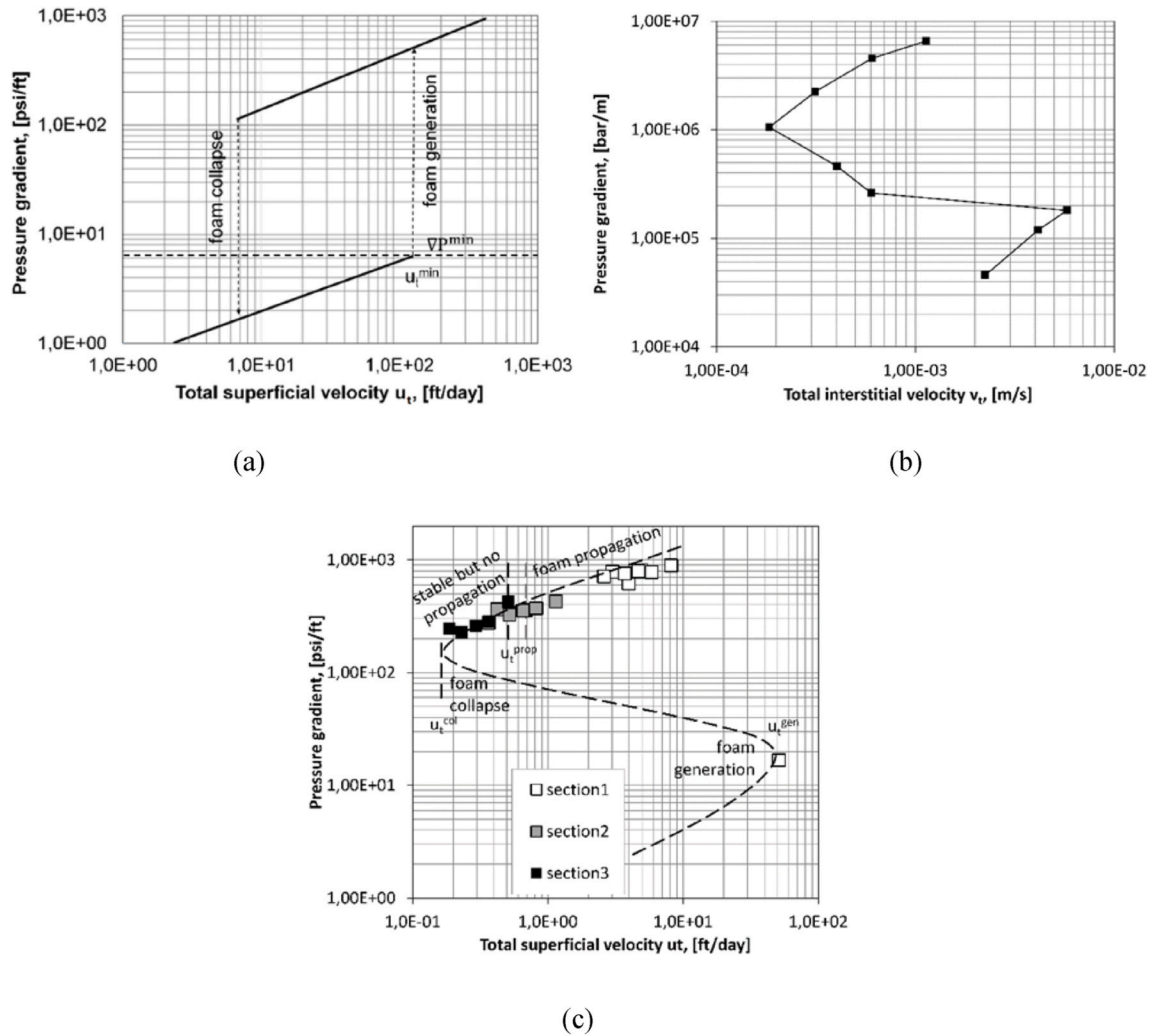 1,0E+03
1,0E+02
1,0E+01
1,0E+00
Pressure gradient, [psi/ft]
foam collapse
foam generation
∇P^min
u_t^min
1,0E+00
1,0E+01
1,0E+02
1,0E+03
Total superficial velocity u_t, [ft/day]
(a)
1,00E+07
1,00E+06
1,00E+05
1,00E+04
Pressure gradient, [bar/m]
1,00E-04
1,00E-03
1,00E-02
Total interstitial velocity v_t, [m/s]
(b)
1,00E+03
1,00E+02
1,00E+01
1,00E+00
Pressure gradient, [psi/ft]
stable but no
propagation
foam propagation
u_t^prop
foam
collapse
u_t^col
u_t^gen
foam
generation
section1
section2
section3
1,0E-01
1,0E+00
1,0E+01
1,0E+02
Total superficial velocity ut, [ft/day]
(c)